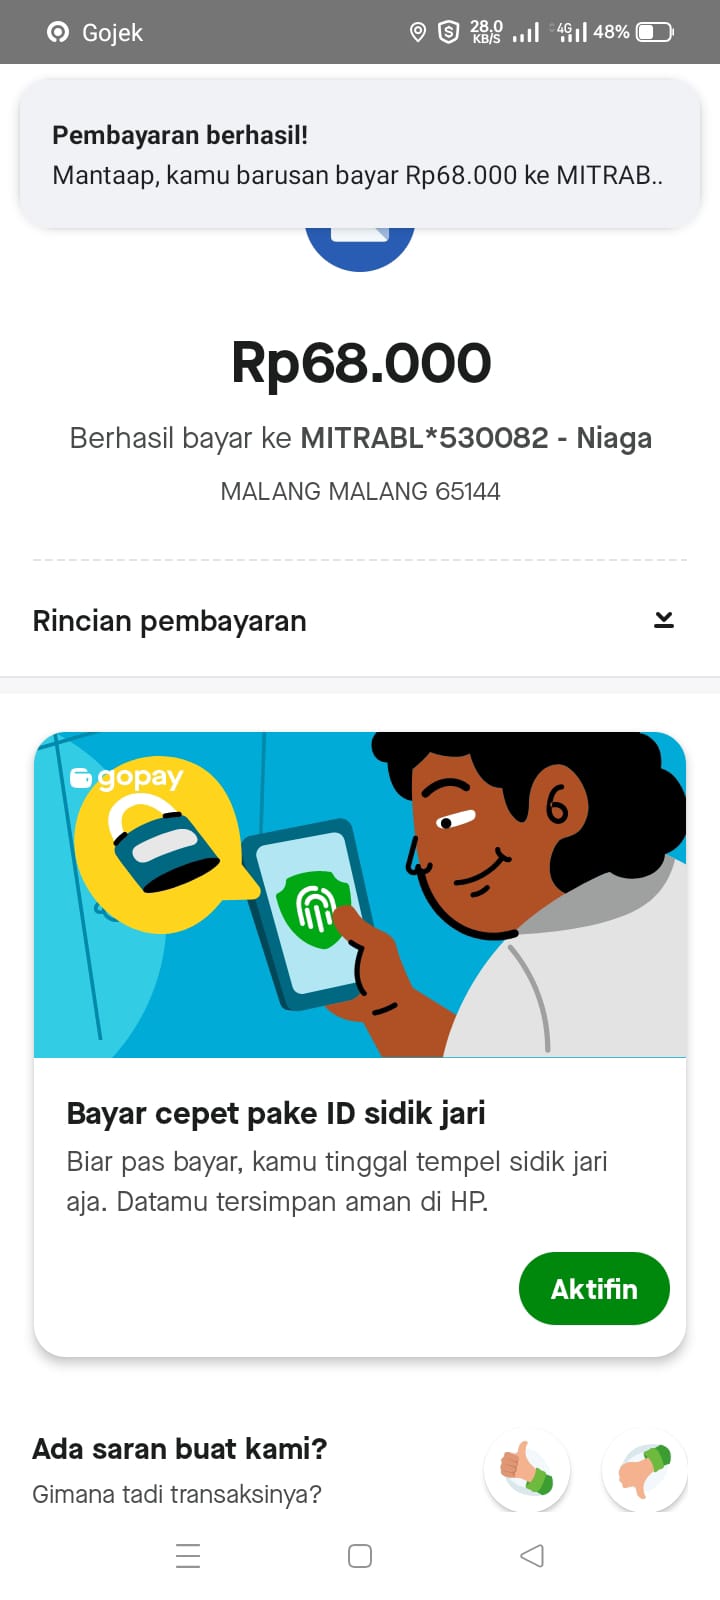 Gojek
28.0
KB/S
4G
48%
Pembayaran berhasil!
Mantaap, kamu barusan bayar Rp68.000 ke MITRAB..
Rp68.000
Berhasil bayar ke MITRABL*530082 - Niaga
MALANG MALANG 65144
Rincian pembayaran
gopay
Bayar cepet pake ID sidik jari
Biar pas bayar, kamu tinggal tempel sidik jari
aja. Datamu tersimpan aman di HP.
Aktifin
Ada saran buat kami?
Gimana tadi transaksinya?